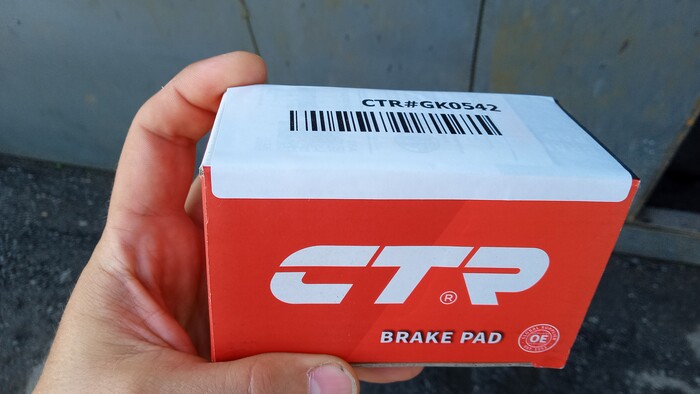 CTR#GK0542
CTR®
BRAKE PAD
OE